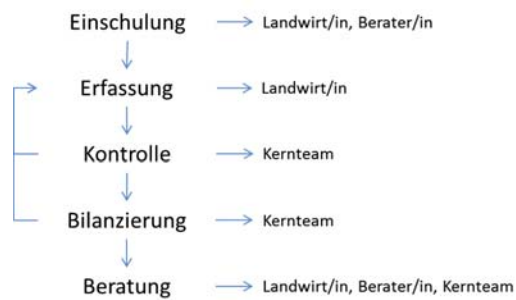 Einschulung Landwirt/in, Berater/in
Erfassung Landwirt/in
Kontrolle Kernteam
Bilanzierung Kernteam
Beratung Landwirt/in, Berater/in, Kernteam